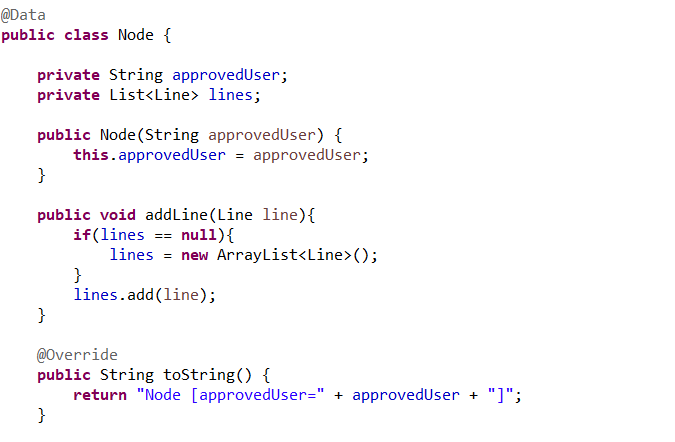 @Data
public class Node {
    private String approvedUser;
    private List<Line> lines;
    public Node(String approvedUser) {
        this.approvedUser = approvedUser;
    }
    public void addLine(Line line){
        if(lines == null){
            lines = new ArrayList<Line>();
        }
        lines.add(line);
    }
    @Override
    public String toString() {
        return "Node [approvedUser=" + approvedUser + "]";
    }